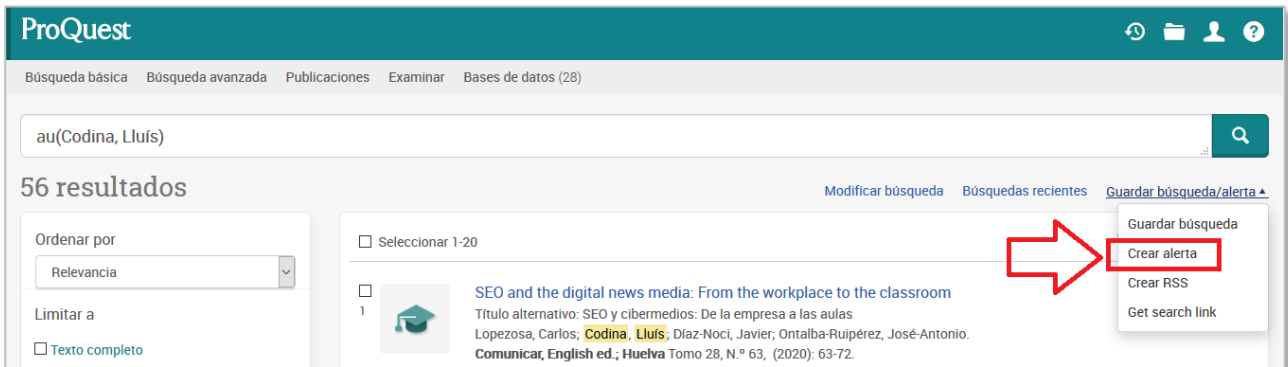 ProQuest
Búsqueda básica Búsqueda avanzada Publicaciones Examinar Bases de datos (28)
au(Codina, Lluís)
56 resultados
Modificar búsqueda Búsquedas recientes Guardar búsqueda/alerta
Guardar búsqueda
Crear alerta
Crear RSS
Get search link
Ordenar por
Relevancia
Limitar a
Texto completo
Seleccionar 1-20
1
SEO and the digital news media: From the workplace to the classroom
Título alternativo: SEO y cibermedios: De la empresa a las aulas
Lopezosa, Carlos; Codina, Lluís; Díaz-Noci, Javier; Ontalba-Ruipérez, José-Antonio.
Comunicar, English ed.; Huelva Tomo 28, N.º 63, (2020): 63-72.